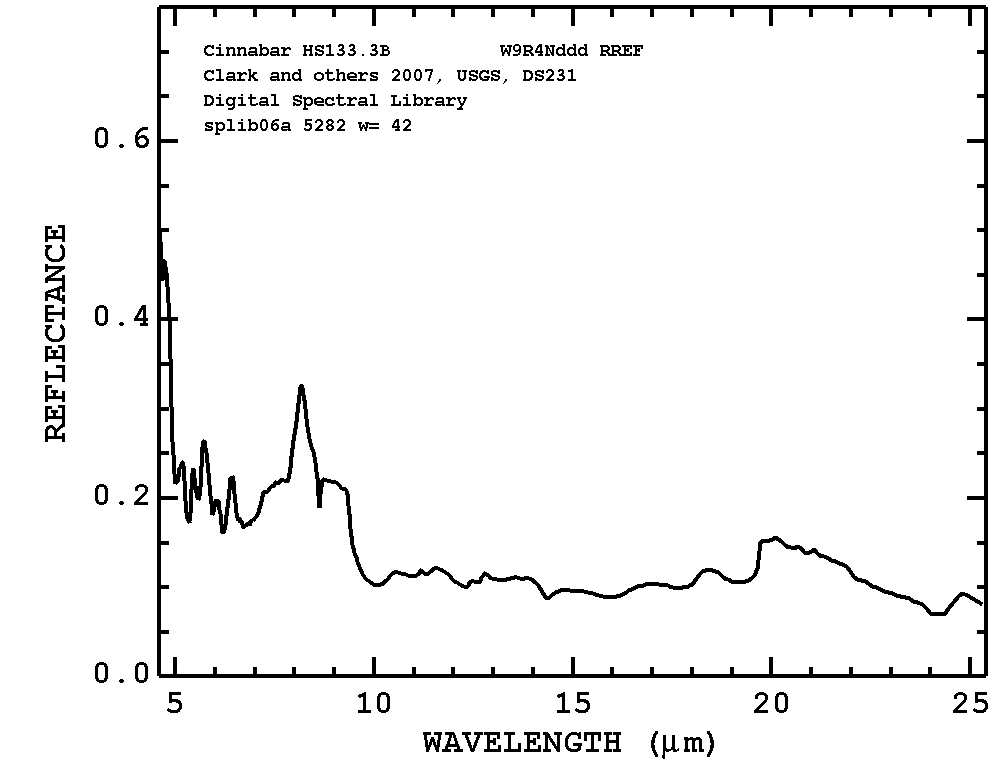 Cinnabar HS133.3B W9R4Nddd RREF
Clark and others 2007, USGS, DS231
Digital Spectral Library
splib06a 5282 w= 42
0.6
0.4
0.2
0.0
REFLECTANCE
5 10 15 20 25
WAVELENGTH (μm)